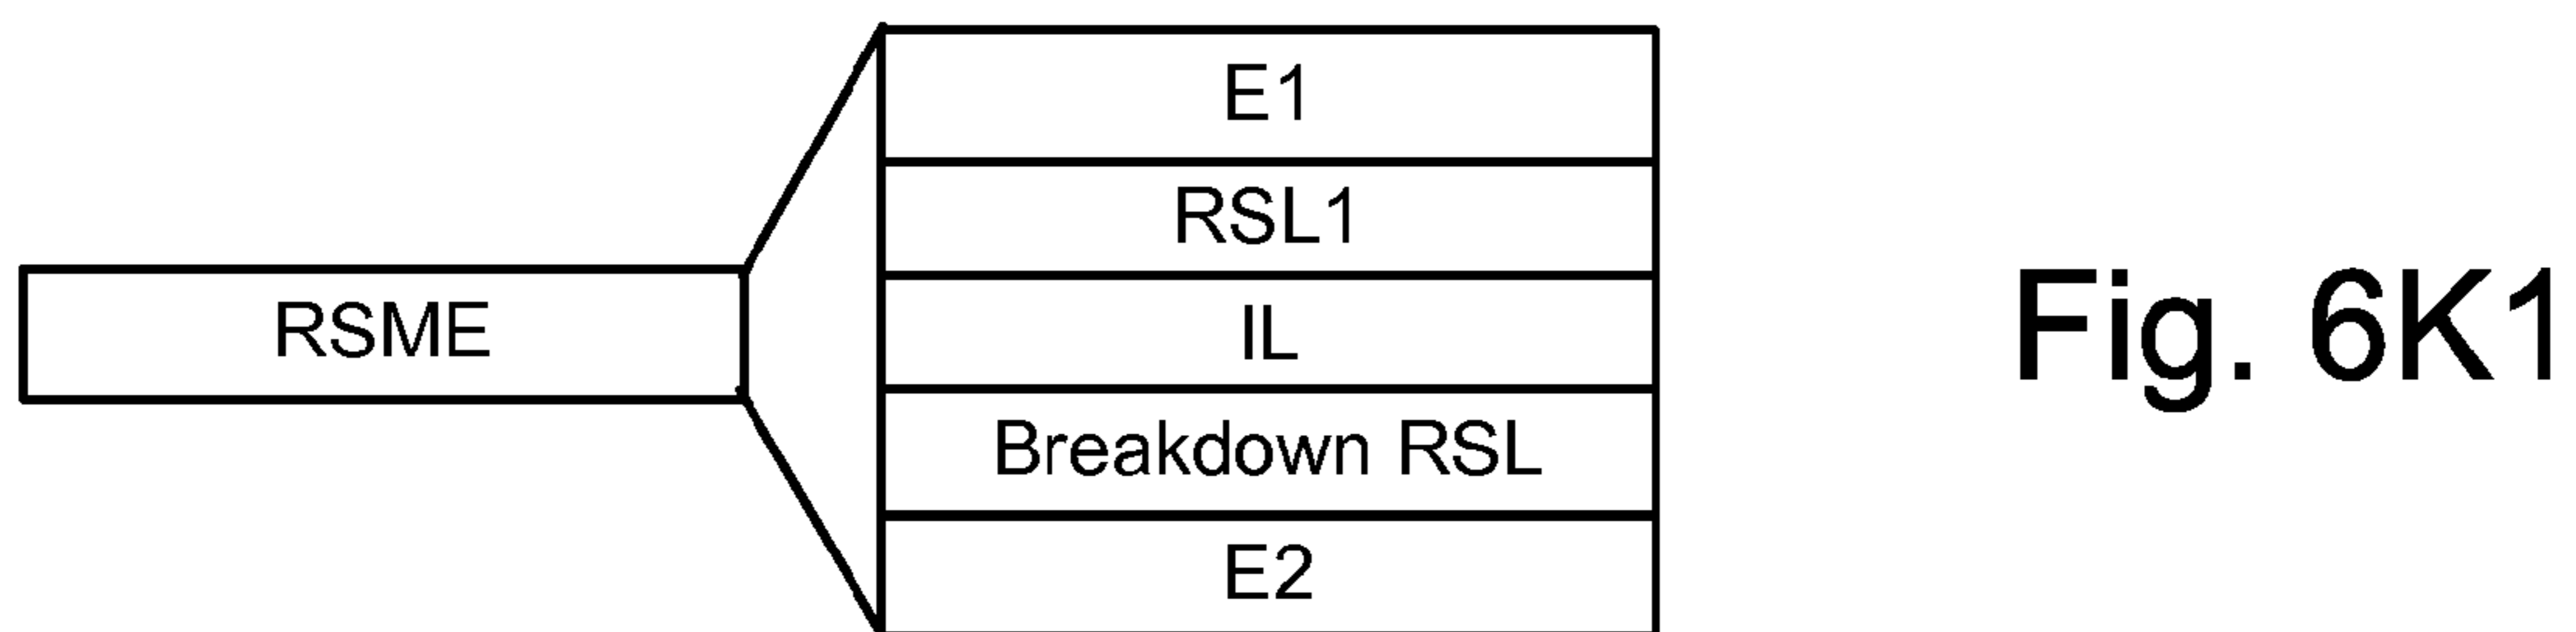 E1
RSL1
RSME
IL
Breakdown RSL
E2
Fig. 6K1